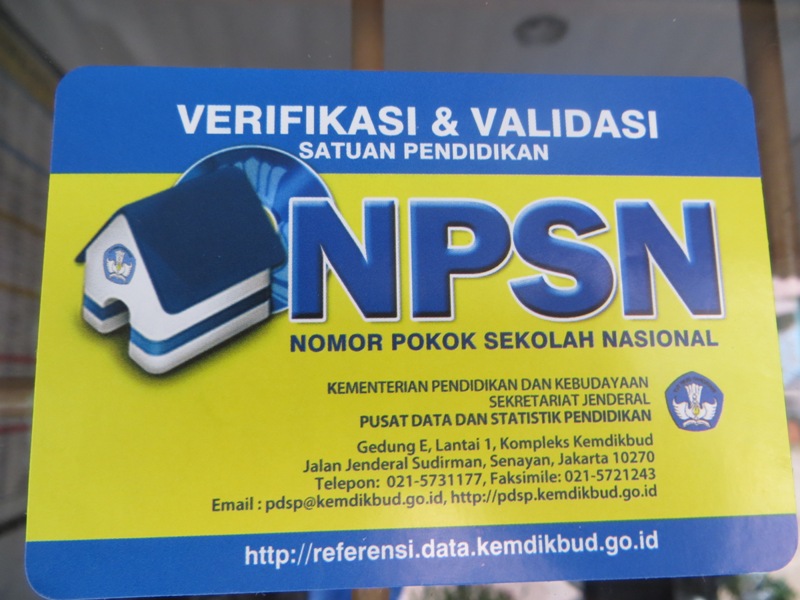 VERIFIKASI & VALIDASI
SATUAN PENDIDIKAN
NPSN
NOMOR POKOK SEKOLAH NASIONAL
KEMENTERIAN PENDIDIKAN DAN KEBUDAYAAN
SEKRETARIAT JENDERAL
PUSAT DATA DAN STATISTIK PENDIDIKAN
Gedung E, Lantai 1, Kompleks Kemdikbud
Jalan Jenderal Sudirman, Senayan, Jakarta 10270
Telepon: 021-5731177, Faksimile: 021-5721243
Email : pdsp@kemdikbud.go.id, http://pdsp.kemdikbud.go.id
http://referensi.data.kemdikbud.go.id